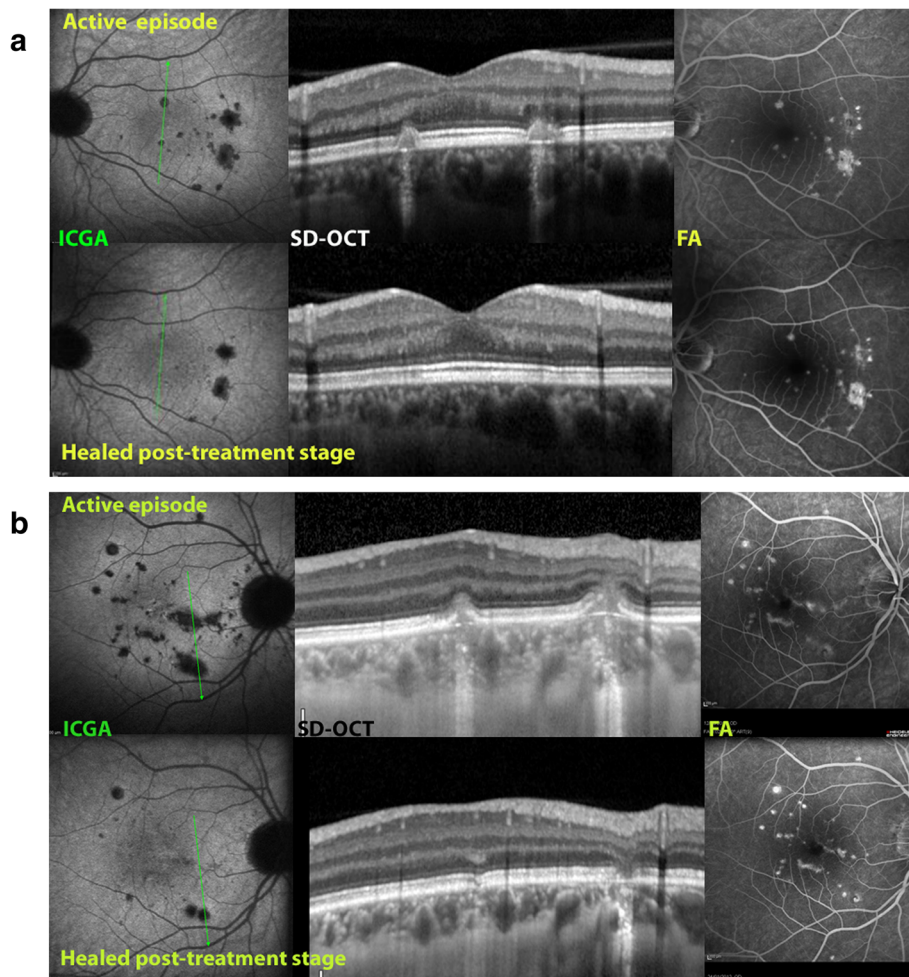 a
Active episode
ICGA
SD-OCT
FA
Healed post-treatment stage
b
Active episode
ICGA
SD-OCT
FA
Healed post-treatment stage